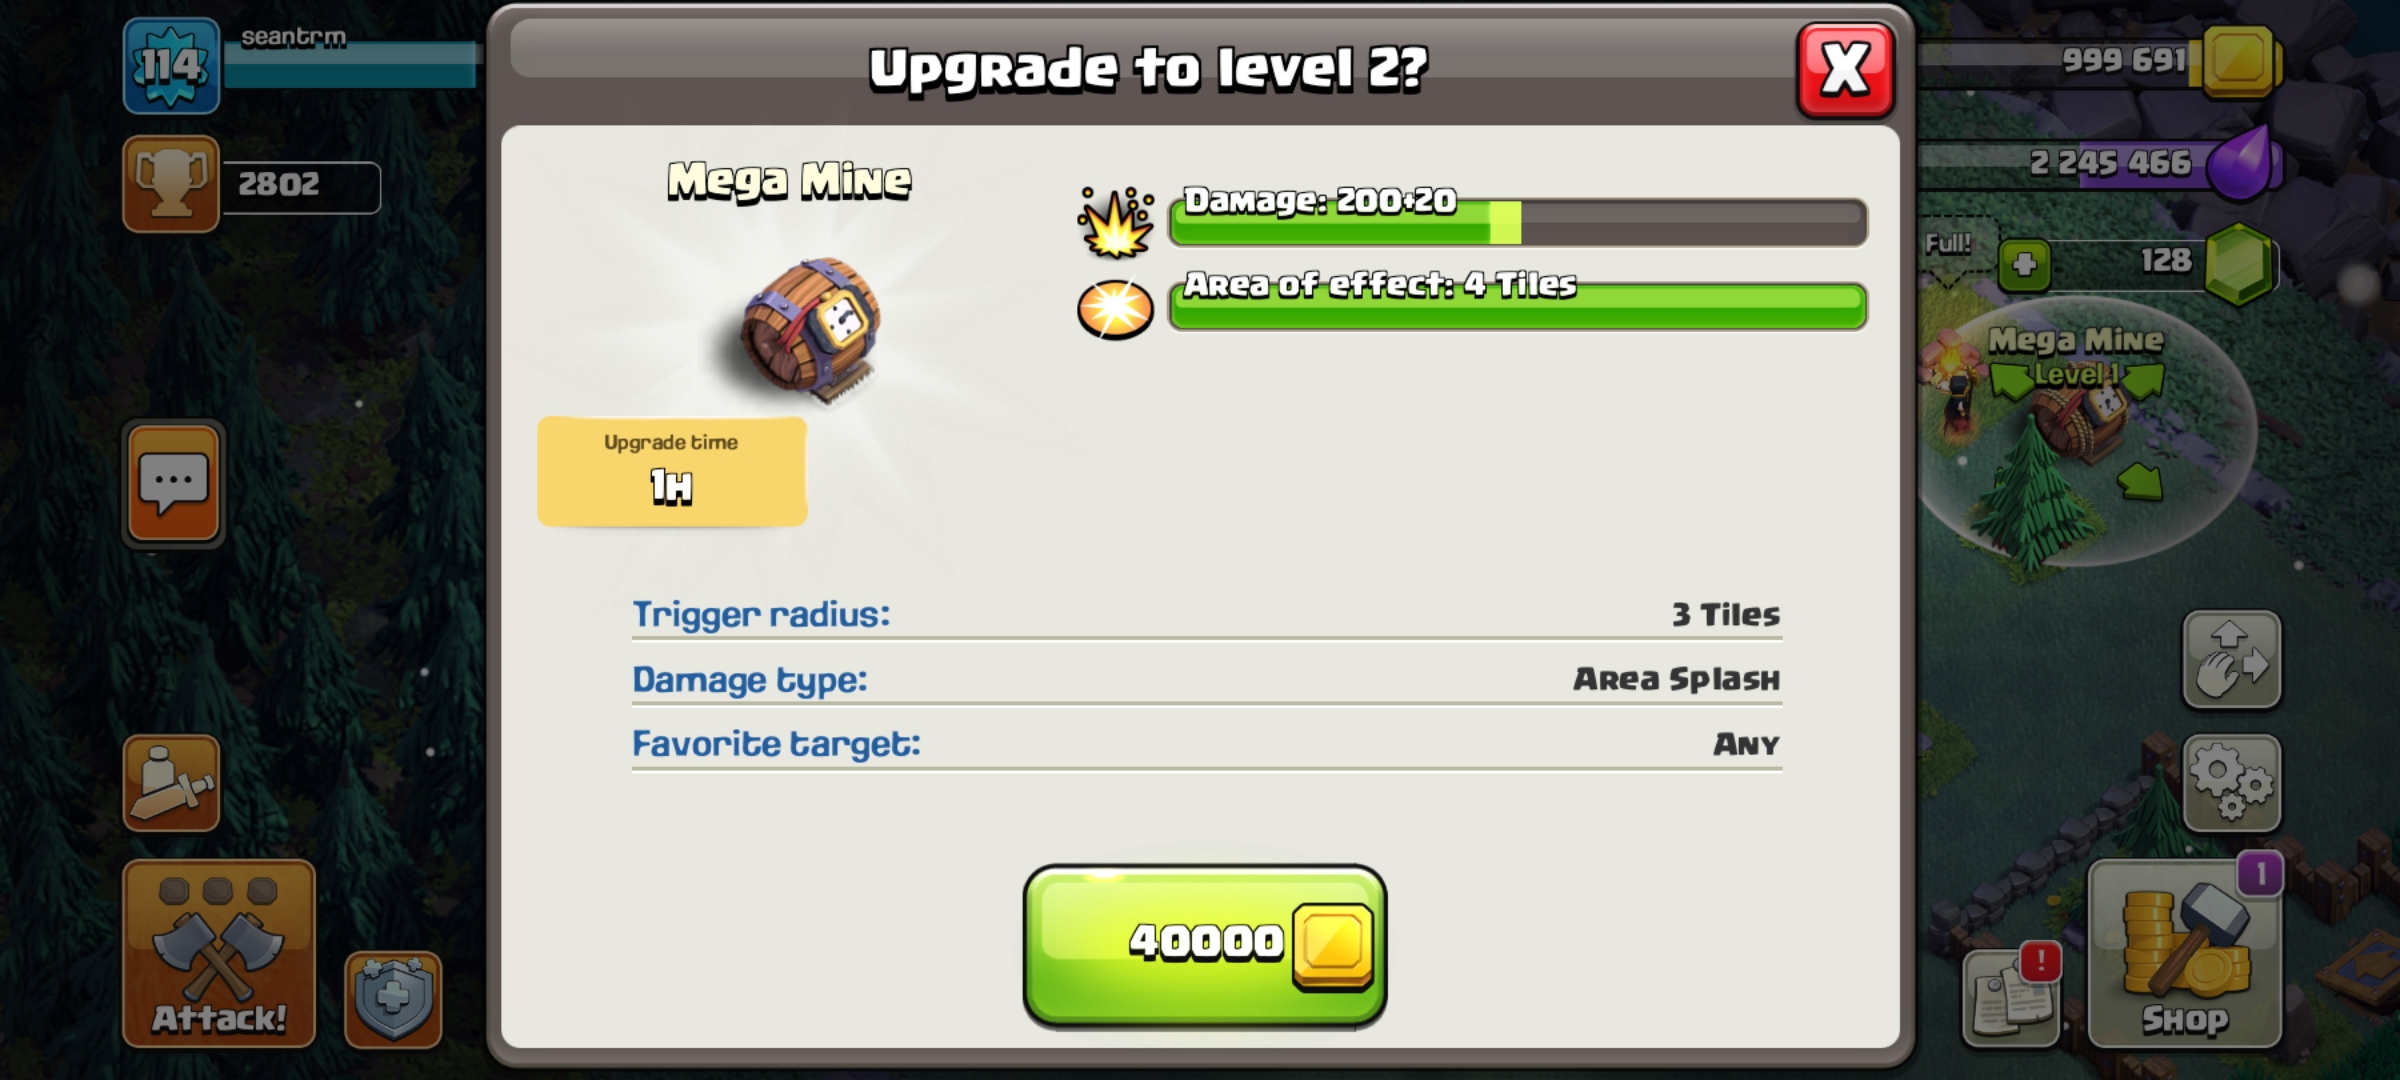 114
seantrm
2802
Attack!
Upgrade to level 2?
X
Mega Mine
Upgrade time
1H
Damage: 200+20
Area of effect: 4 Tiles
Trigger radius: 3 Tiles
Damage type: Area Splash
Favorite target: Any
40000
999 691
2 245 466
Full!
128
Mega Mine
Level 1
!
1
Shop